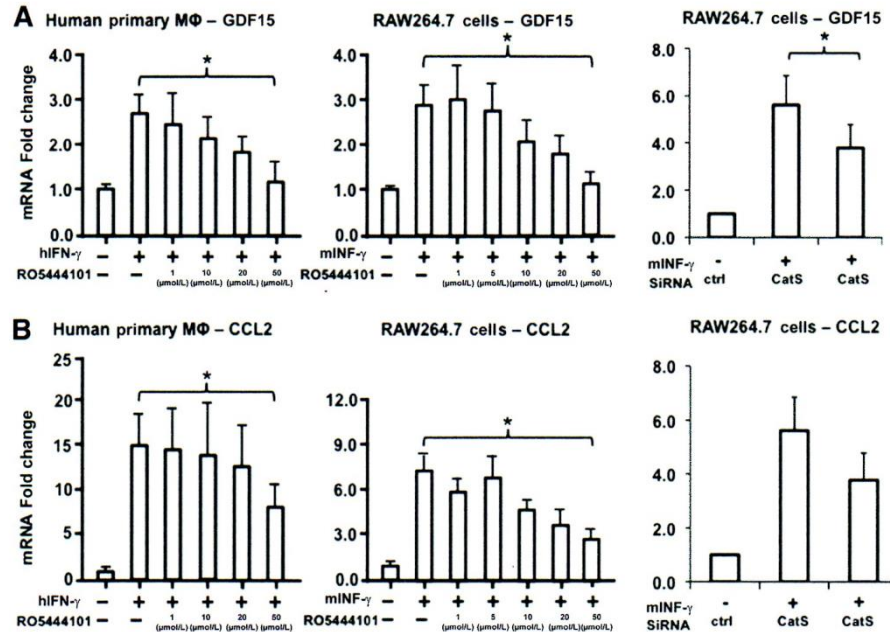 A
Human primary MΦ – GDF15
RAW264.7 cells – GDF15
RAW264.7 cells – GDF15
mRNA Fold change
4.0
3.0
2.0
1.0
0.0
*
hIFN-γ – + + + + +
RO5444101 – – 1 10 20 50
(µmol/L) (µmol/L) (µmol/L) (µmol/L)
4.0
3.0
2.0
1.0
0.0
*
mINF-γ – + + + + + +
– – 1 5 10 20 50
(µmol/L) (µmol/L) (µmol/L) (µmol/L) (µmol/L)
8.0
6.0
4.0
2.0
0.0
*
mINF-γ - + +
SiRNA ctrl CatS CatS
B
Human primary MΦ – CCL2
RAW264.7 cells – CCL2
RAW264.7 cells – CCL2
mRNA Fold change
25
20
15
10
5
0
*
hIFN-γ – + + + + +
RO5444101 – – 1 10 20 50
(µmol/L) (µmol/L) (µmol/L) (µmol/L)
12.0
9.0
6.0
3.0
0.0
*
mINF-γ – + + + + + +
RO5444101 – – 1 5 10 20 50
(µmol/L) (µmol/L) (µmol/L) (µmol/L) (µmol/L)
8.0
6.0
4.0
2.0
0.0
mINF-γ - + +
SiRNA ctrl CatS CatS